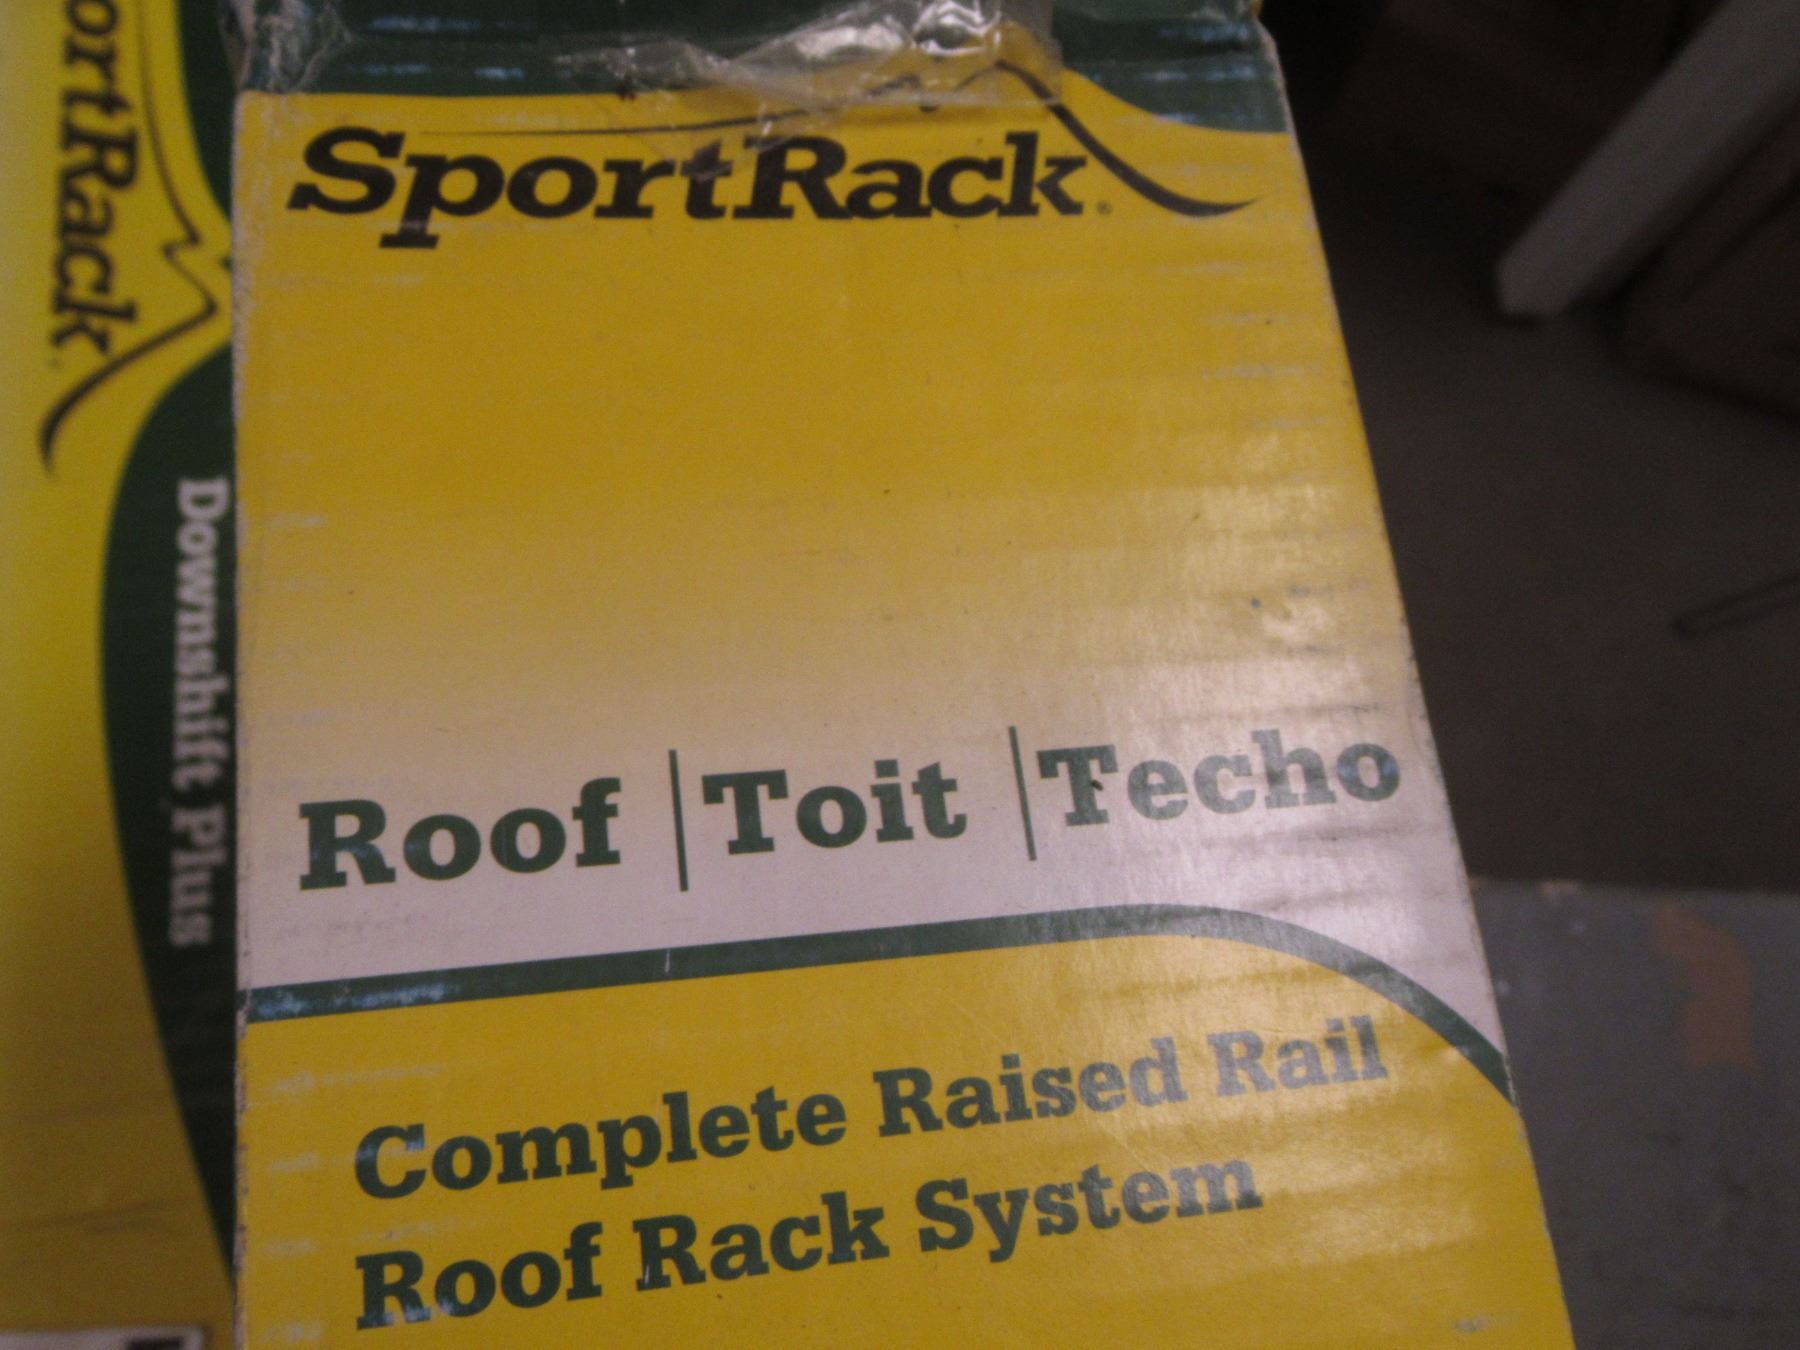 SportRack®
Roof | Toit | Techo
Complete Raised Rail
Roof Rack System
ortRack
Downshift Plus